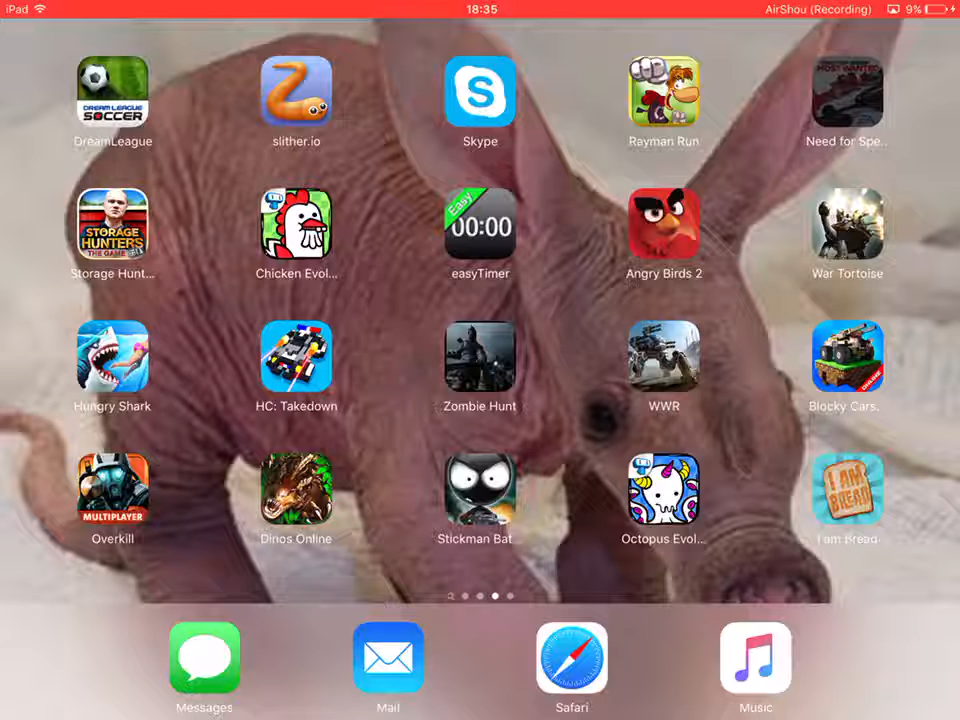 iPad 18:35 AirShou (Recording) 9%
DREAM LEAGUE
SOCCER
MOST WANTED
DreamLeague slither.io Skype Rayman Run Need for Spe..
STORAGE
HUNTERS
THE GAME
Easy
00:00
Storage Hunt... Chicken Evol... easyTimer Angry Birds 2 War Tortoise
ONLINE
Hungry Shark HC: Takedown Zombie Hunt WWR Blocky Cars.
MULTIPLAYER
I AM
BREAD
Overkill Dinos Online Stickman Bat Octopus Evol... I am Bread
Messages Mail Safari Music